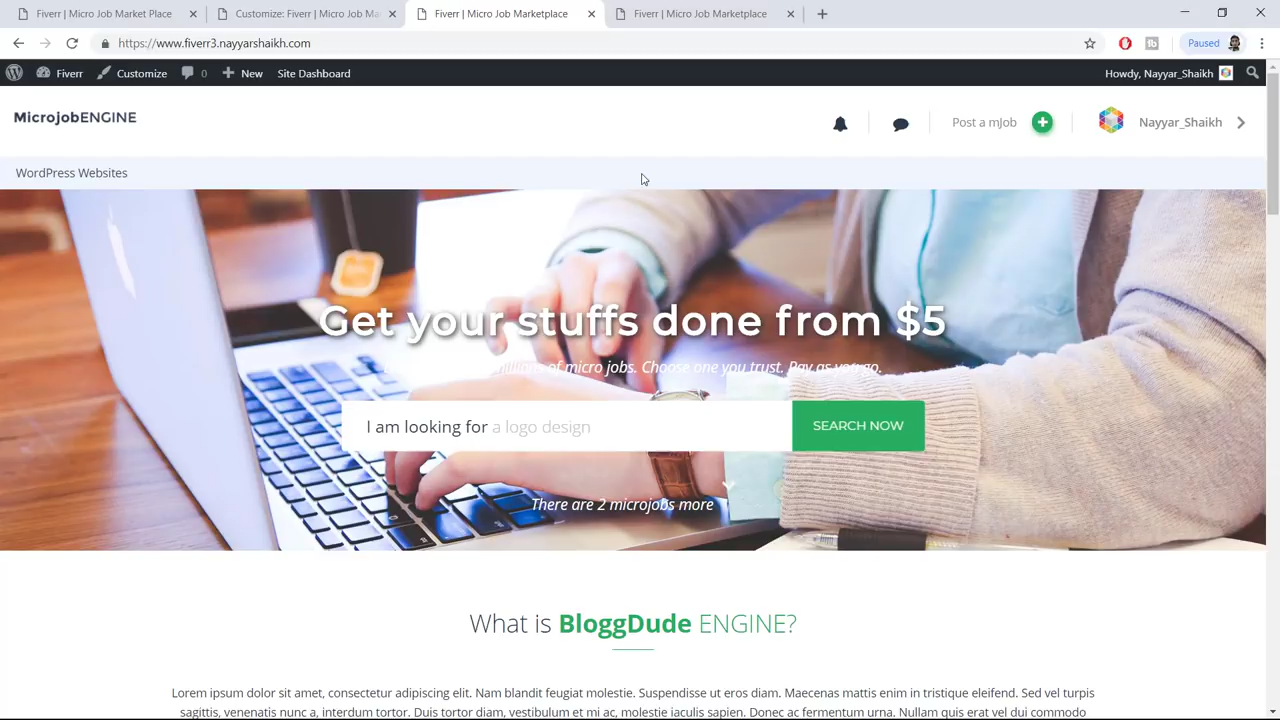 Fiverr | Micro Job Market Place
Customize: Fiverr | Micro Job Ma
Fiverr | Micro Job Marketplace
Fiverr | Micro Job Marketplace
https://www.fiverr3.nayyarshaikh.com
Paused
Fiverr
Customize
0
New
Site Dashboard
Howdy, Nayyar_Shaikh
MicrojobENGINE
Post a mJob
Nayyar_Shaikh
WordPress Websites
Get your stuffs done from $5
millions of micro jobs. Choose one you trust. Pay as you go.
I am looking for a logo design
SEARCH NOW
There are 2 microjobs more
What is BloggDude ENGINE?
Lorem ipsum dolor sit amet, consectetur adipiscing elit. Nam blandit feugiat molestie. Suspendisse ut eros diam. Maecenas mattis enim in tristique eleifend. Sed vel turpis
sagittis, venenatis nunc a, interdum tortor. Duis tortor diam, vestibulum et mi ac, molestie iaculis sapien. Donec ac fermentum urna. Nullam quis erat vel dui commodo